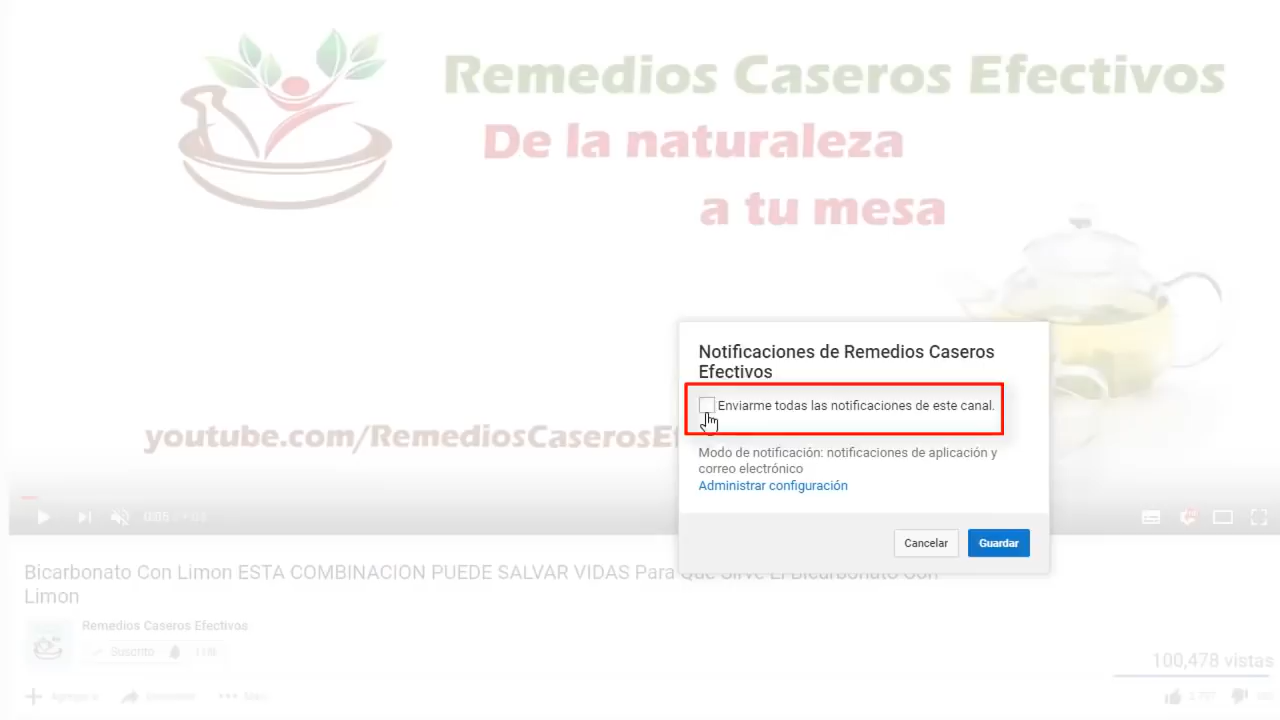 Remedios Caseros Efectivos
De la naturaleza
a tu mesa
Notificaciones de Remedios Caseros
Efectivos
Enviarme todas las notificaciones de este canal.
youtube.com/RemediosCaserosEf
Modo de notificación: notificaciones de aplicación y
correo electrónico
Administrar configuración
0:05
Cancelar
Guardar
Bicarbonato Con Limon ESTA COMBINACION PUEDE SALVAR VIDAS Para Que Sirve El Bicarbonato Con
Limon
Remedios Caseros Efectivos
Suscrito
100,478 vistas